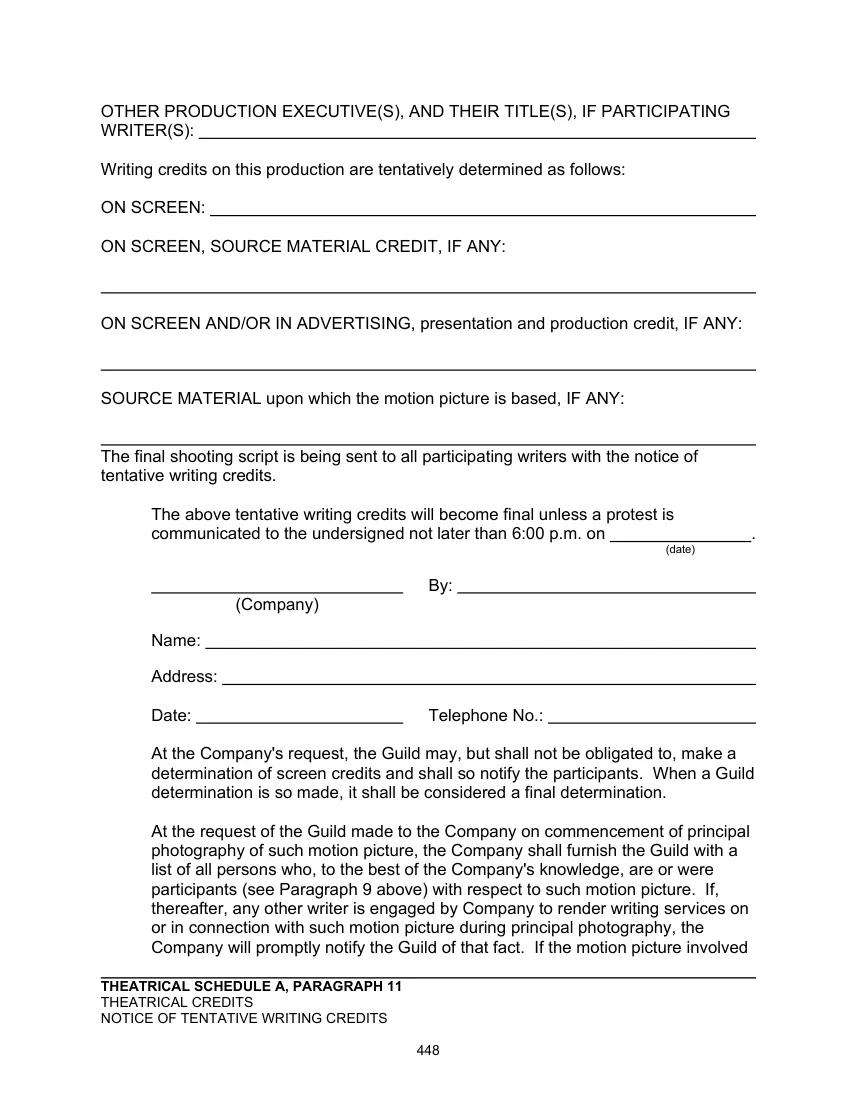 OTHER PRODUCTION EXECUTIVE(S), AND THEIR TITLE(S), IF PARTICIPATING
WRITER(S):
Writing credits on this production are tentatively determined as follows:
ON SCREEN:
ON SCREEN, SOURCE MATERIAL CREDIT, IF ANY:
ON SCREEN AND/OR IN ADVERTISING, presentation and production credit, IF ANY:
SOURCE MATERIAL upon which the motion picture is based, IF ANY:
The final shooting script is being sent to all participating writers with the notice of
tentative writing credits.
The above tentative writing credits will become final unless a protest is
communicated to the undersigned not later than 6:00 p.m. on ________________.
(date)
By:
(Company)
Name:
Address:
Date: Telephone No.:
At the Company's request, the Guild may, but shall not be obligated to, make a
determination of screen credits and shall so notify the participants. When a Guild
determination is so made, it shall be considered a final determination.
At the request of the Guild made to the Company on commencement of principal
photography of such motion picture, the Company shall furnish the Guild with a
list of all persons who, to the best of the Company's knowledge, are or were
participants (see Paragraph 9 above) with respect to such motion picture. If,
thereafter, any other writer is engaged by Company to render writing services on
or in connection with such motion picture during principal photography, the
Company will promptly notify the Guild of that fact. If the motion picture involved
THEATRICAL SCHEDULE A, PARAGRAPH 11
THEATRICAL CREDITS
NOTICE OF TENTATIVE WRITING CREDITS
448